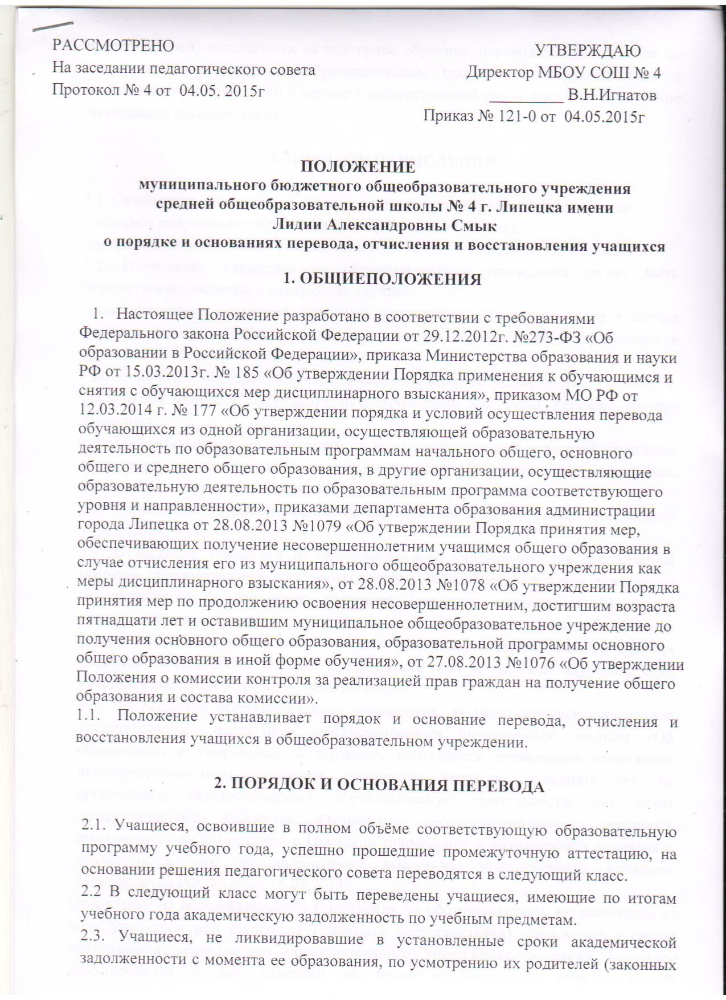 РАССМОТРЕНО УТВЕРЖДАЮ
На заседании педагогического совета Директор МБОУ СОШ № 4
Протокол № 4 от 04.05. 2015г __________ В.Н.Игнатов
Приказ № 121-0 от 04.05.2015г
ПОЛОЖЕНИЕ
муниципального бюджетного общеобразовательного учреждения
средней общеобразовательной школы № 4 г. Липецка имени
Лидии Александровны Смык
о порядке и основаниях перевода, отчисления и восстановления учащихся
1. ОБЩИЕПОЛОЖЕНИЯ
1. Настоящее Положение разработано в соответствии с требованиями
Федерального закона Российской Федерации от 29.12.2012г. №273-ФЗ «Об
образовании в Российской Федерации», приказа Министерства образования и науки
РФ от 15.03.2013г. № 185 «Об утверждении Порядка применения к обучающимся и
снятия с обучающихся мер дисциплинарного взыскания», приказом МО РФ от
12.03.2014 г. № 177 «Об утверждении порядка и условий осуществления перевода
обучающихся из одной организации, осуществляющей образовательную
деятельность по образовательным программам начального общего, основного
общего и среднего общего образования, в другие организации, осуществляющие
образовательную деятельность по образовательным программа соответствующего
уровня и направленности», приказами департамента образования администрации
города Липецка от 28.08.2013 №1079 «Об утверждении Порядка принятия мер,
обеспечивающих получение несовершеннолетним учащимся общего образования в
случае отчисления его из муниципального общеобразовательного учреждения как
меры дисциплинарного взыскания», от 28.08.2013 №1078 «Об утверждении Порядка
принятия мер по продолжению освоения несовершеннолетним, достигшим возраста
пятнадцати лет и оставившим муниципальное общеобразовательное учреждение до
получения основного общего образования, образовательной программы основного
общего образования в иной форме обучения», от 27.08.2013 №1076 «Об утверждении
Положения о комиссии контроля за реализацией прав граждан на получение общего
образования и состава комиссии».
1.1. Положение устанавливает порядок и основание перевода, отчисления и
восстановления учащихся в общеобразовательном учреждении.
2. ПОРЯДОК И ОСНОВАНИЯ ПЕРЕВОДА
2.1. Учащиеся, освоившие в полном объёме соответствующую образовательную
программу учебного года, успешно прошедшие промежуточную аттестацию, на
основании решения педагогического совета переводятся в следующий класс.
2.2 В следующий класс могут быть переведены учащиеся, имеющие по итогам
учебного года академическую задолженность по учебным предметам.
2.3. Учащиеся, не ликвидировавшие в установленные сроки академической
задолженности с момента ее образования, по усмотрению их родителей (законных